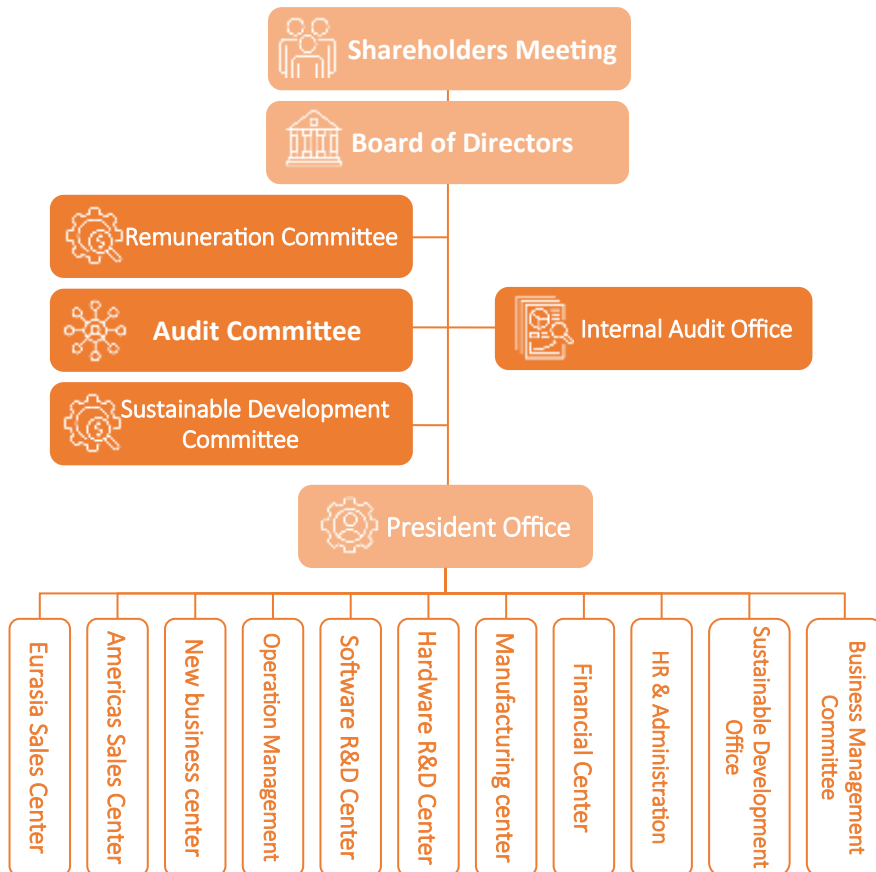 Shareholders Meeting
Board of Directors
Remuneration Committee
Audit Committee
Internal Audit Office
Sustainable Development
Committee
President Office
Eurasia Sales Center
Americas Sales Center
New business center
Operation Management
Software R&D Center
Hardware R&D Center
Manufacturing center
Financial Center
HR & Administration
Sustainable Development
Office
Business Management
Committee